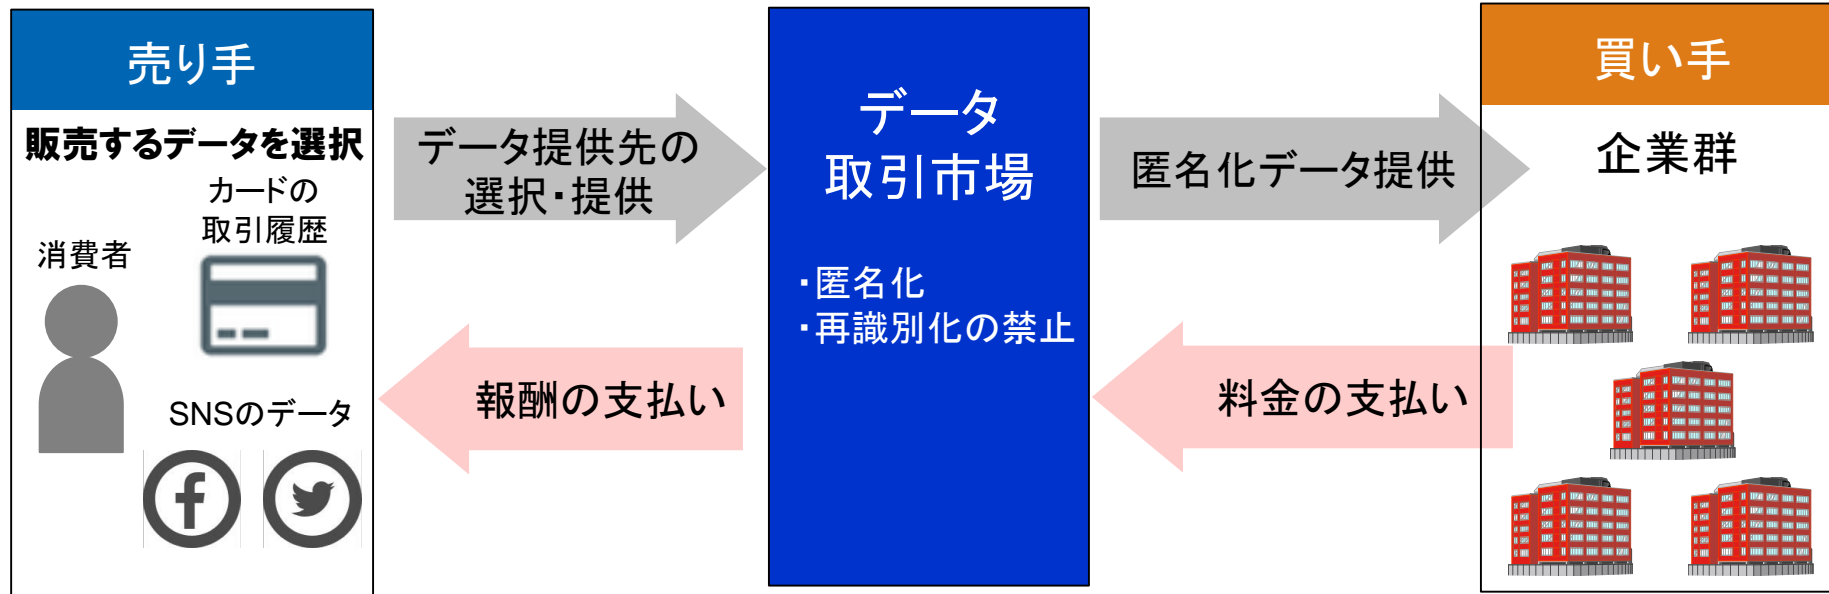 売り手
販売するデータを選択
カードの
取引履歴
消費者
SNSのデータ
データ提供先の
選択・提供
報酬の支払い
データ
取引市場
・匿名化
・再識別化の禁止
匿名化データ提供
料金の支払い
買い手
企業群